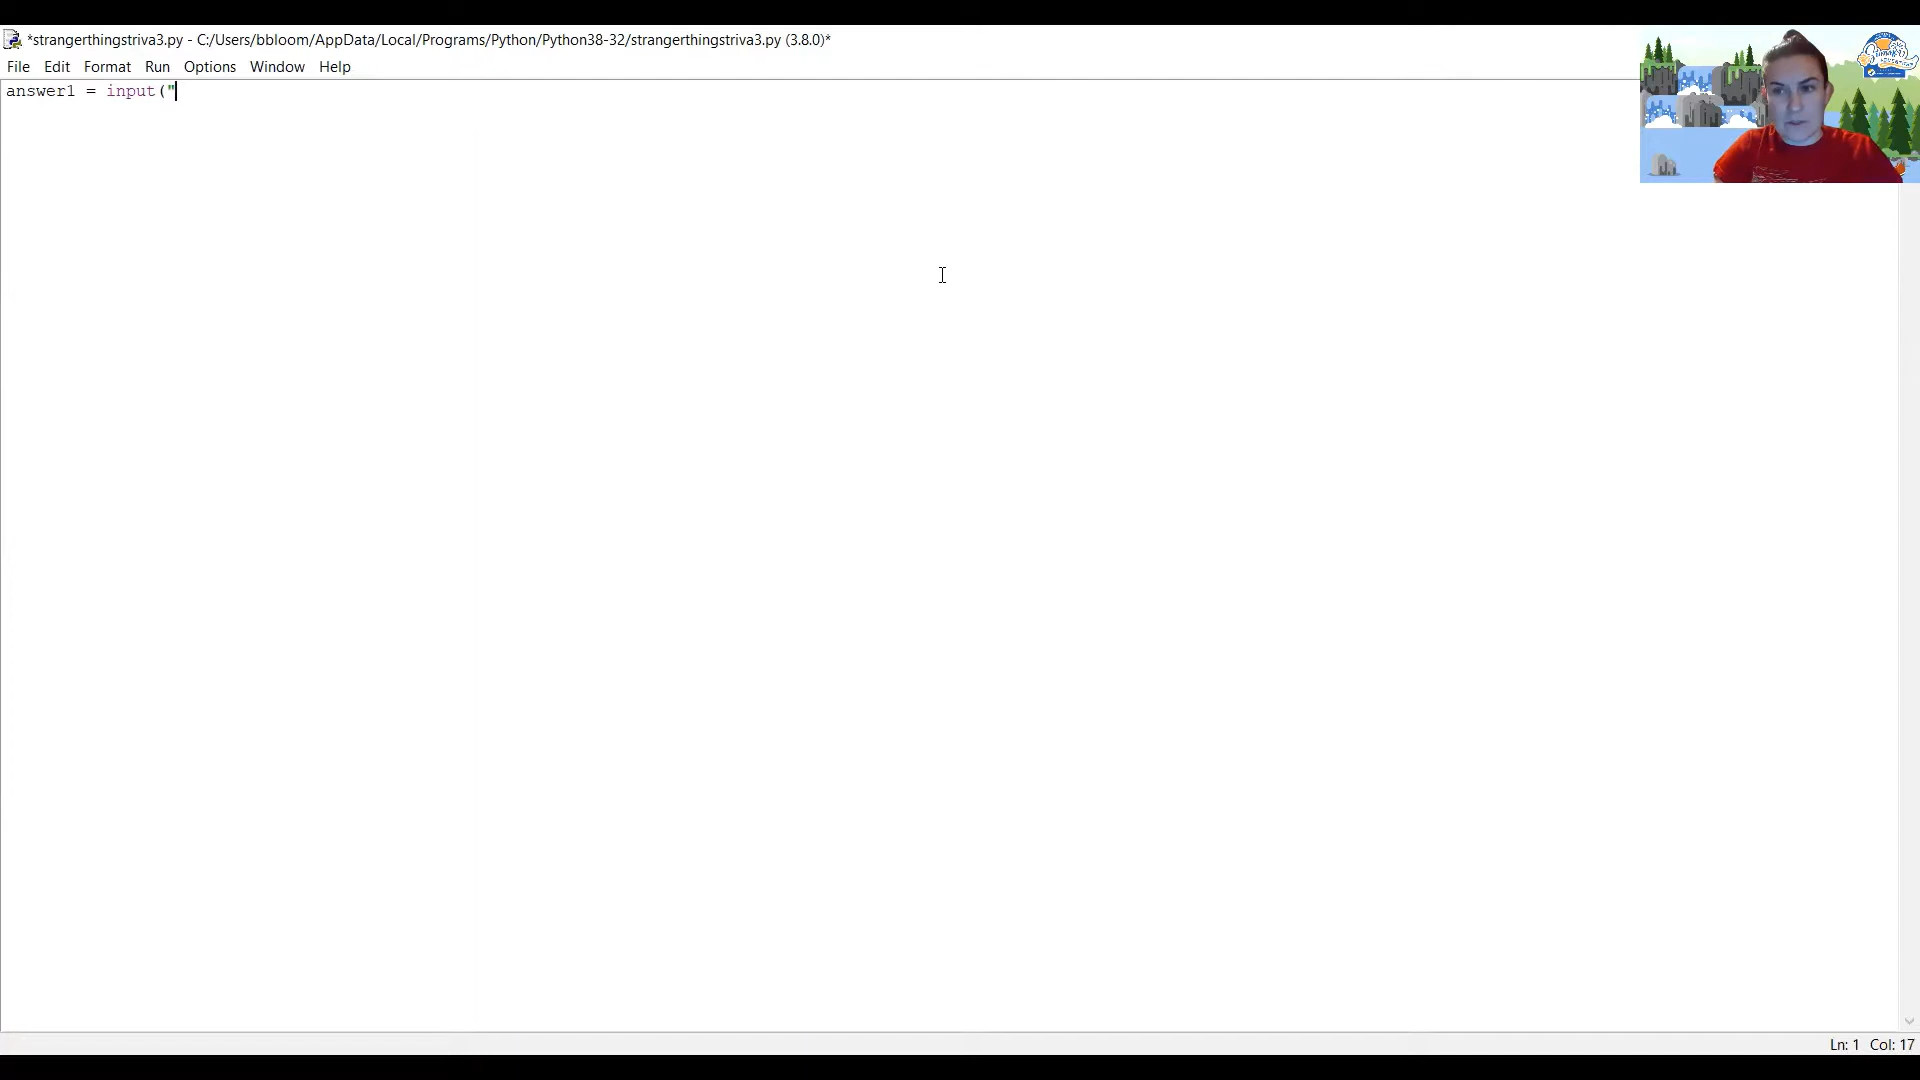 *strangerthingstriva3.py - C:/Users/bbloom/AppData/Local/Programs/Python/Python38-32/strangerthingstriva3.py (3.8.0)*
File Edit Format Run Options Window Help
answer1 = input("
Ln: 1 Col: 17